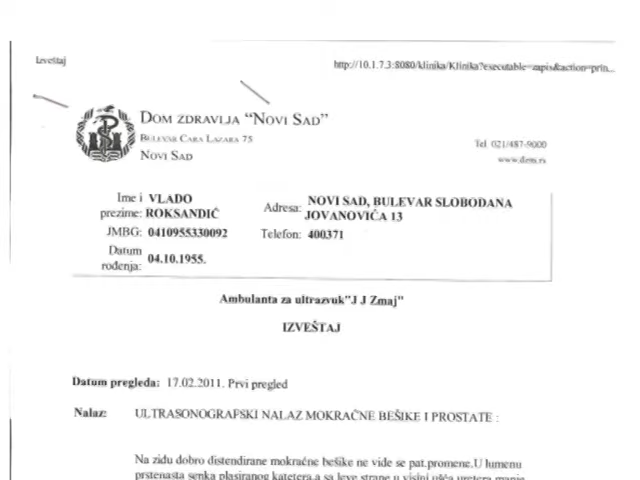 Izveštaj
http://10.1.7.3:8080/klinika/Klinika?executable=zapis&action=prin...
DOM ZDRAVLJA "NOVI SAD"
BULEVAR CARA LAZARA 75
NOVI SAD
Tel 021/487-9000
www.dzns.rs
Ime i prezime: VLADO ROKSANDIĆ
Adresa: NOVI SAD, BULEVAR SLOBODANA JOVANOVIĆA 13
JMBG: 0410955330092
Telefon: 400371
Datum rođenja: 04.10.1955.
Ambulanta za ultrazvuk"J J Zmaj"
IZVEŠTAJ
Datum pregleda: 17.02.2011. Prvi pregled
Nalaz: ULTRASONOGRAFSKI NALAZ MOKRAĆNE BEŠIKE I PROSTATE :
Na zidu dobro distendirane mokraćne bešike ne vide se pat.promene.U lumenu
prstenasta senka plasiranog katetera,a sa leve strane u visini ušća uretera manje